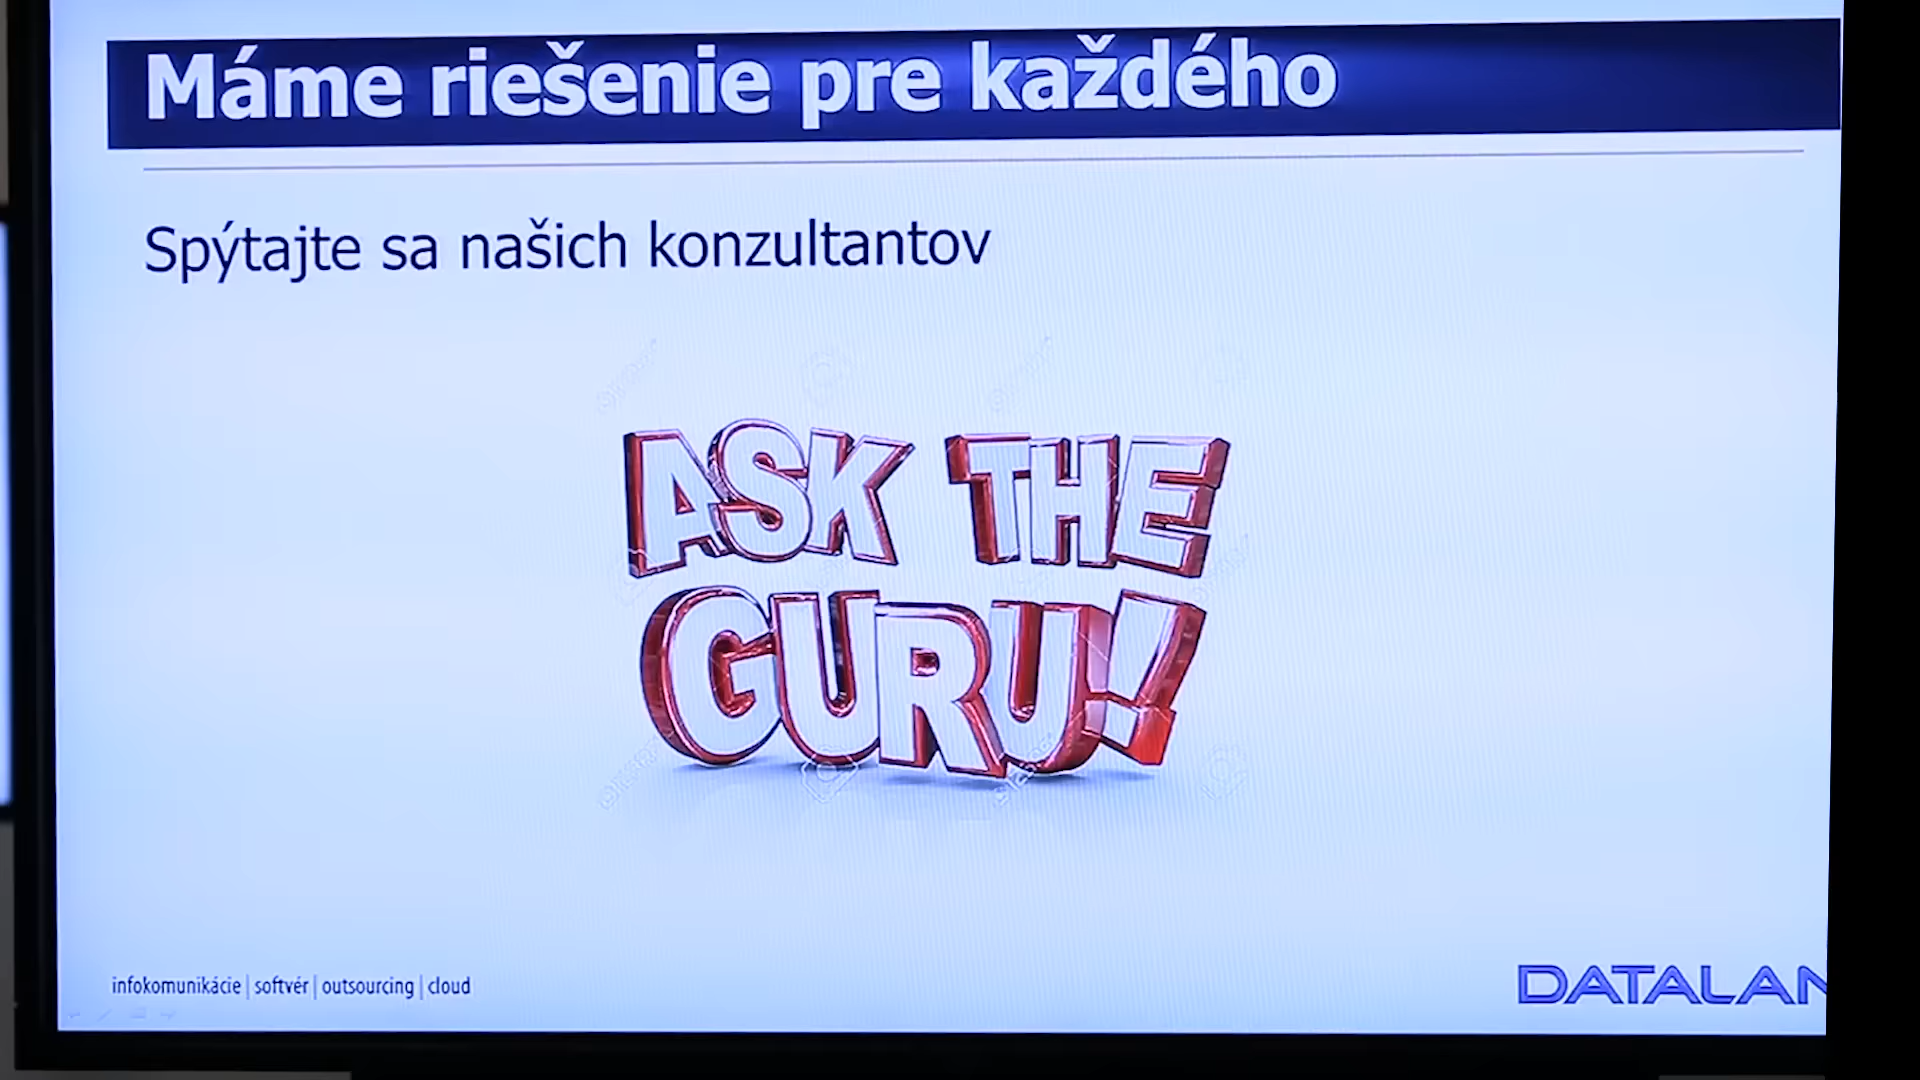 Máme riešenie pre každého
Spýtajte sa našich konzultantov
ASK THE
GURU!
infokomunikácie | softvér | outsourcing | cloud
DATALAN